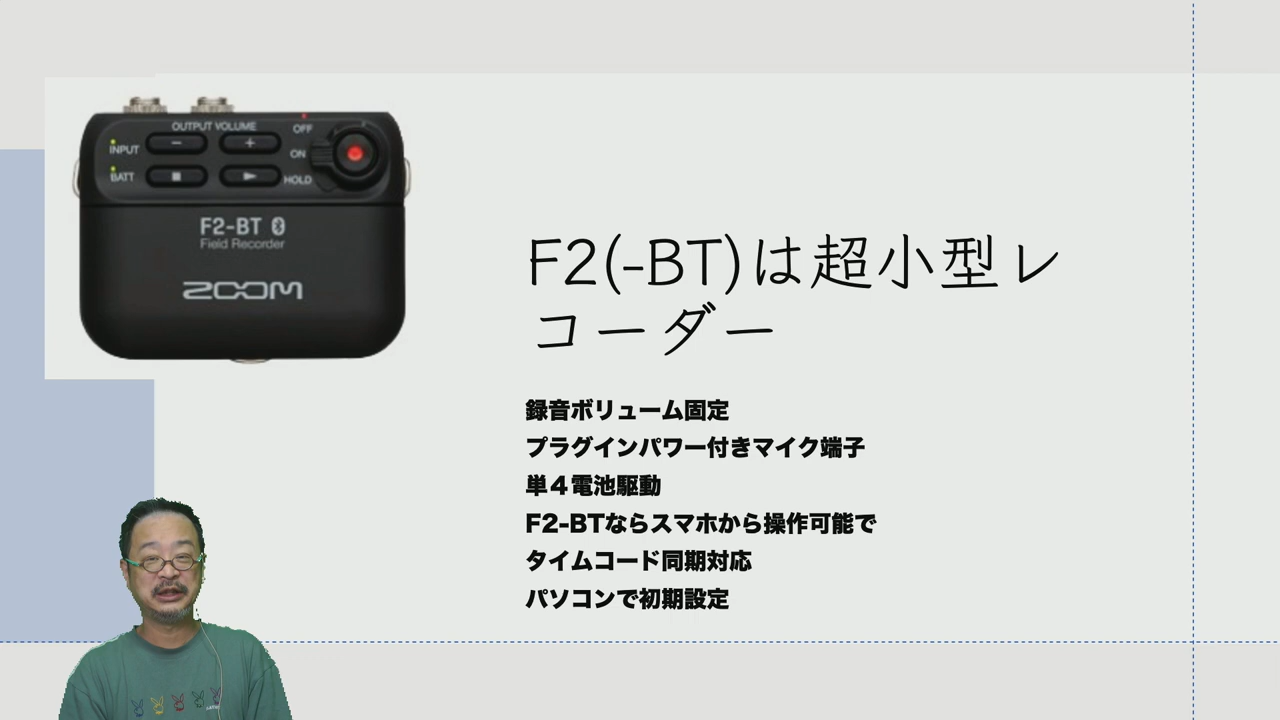 OUTPUT VOLUME
OFF
INPUT
ON
BATT
HOLD
F2-BT
Field Recorder
ZOOM
F2(-BT)は超小型レ
コーダー
録音ボリューム固定
プラグインパワー付きマイク端子
単４電池駆動
F2-BTならスマホから操作可能で
タイムコード同期対応
パソコンで初期設定